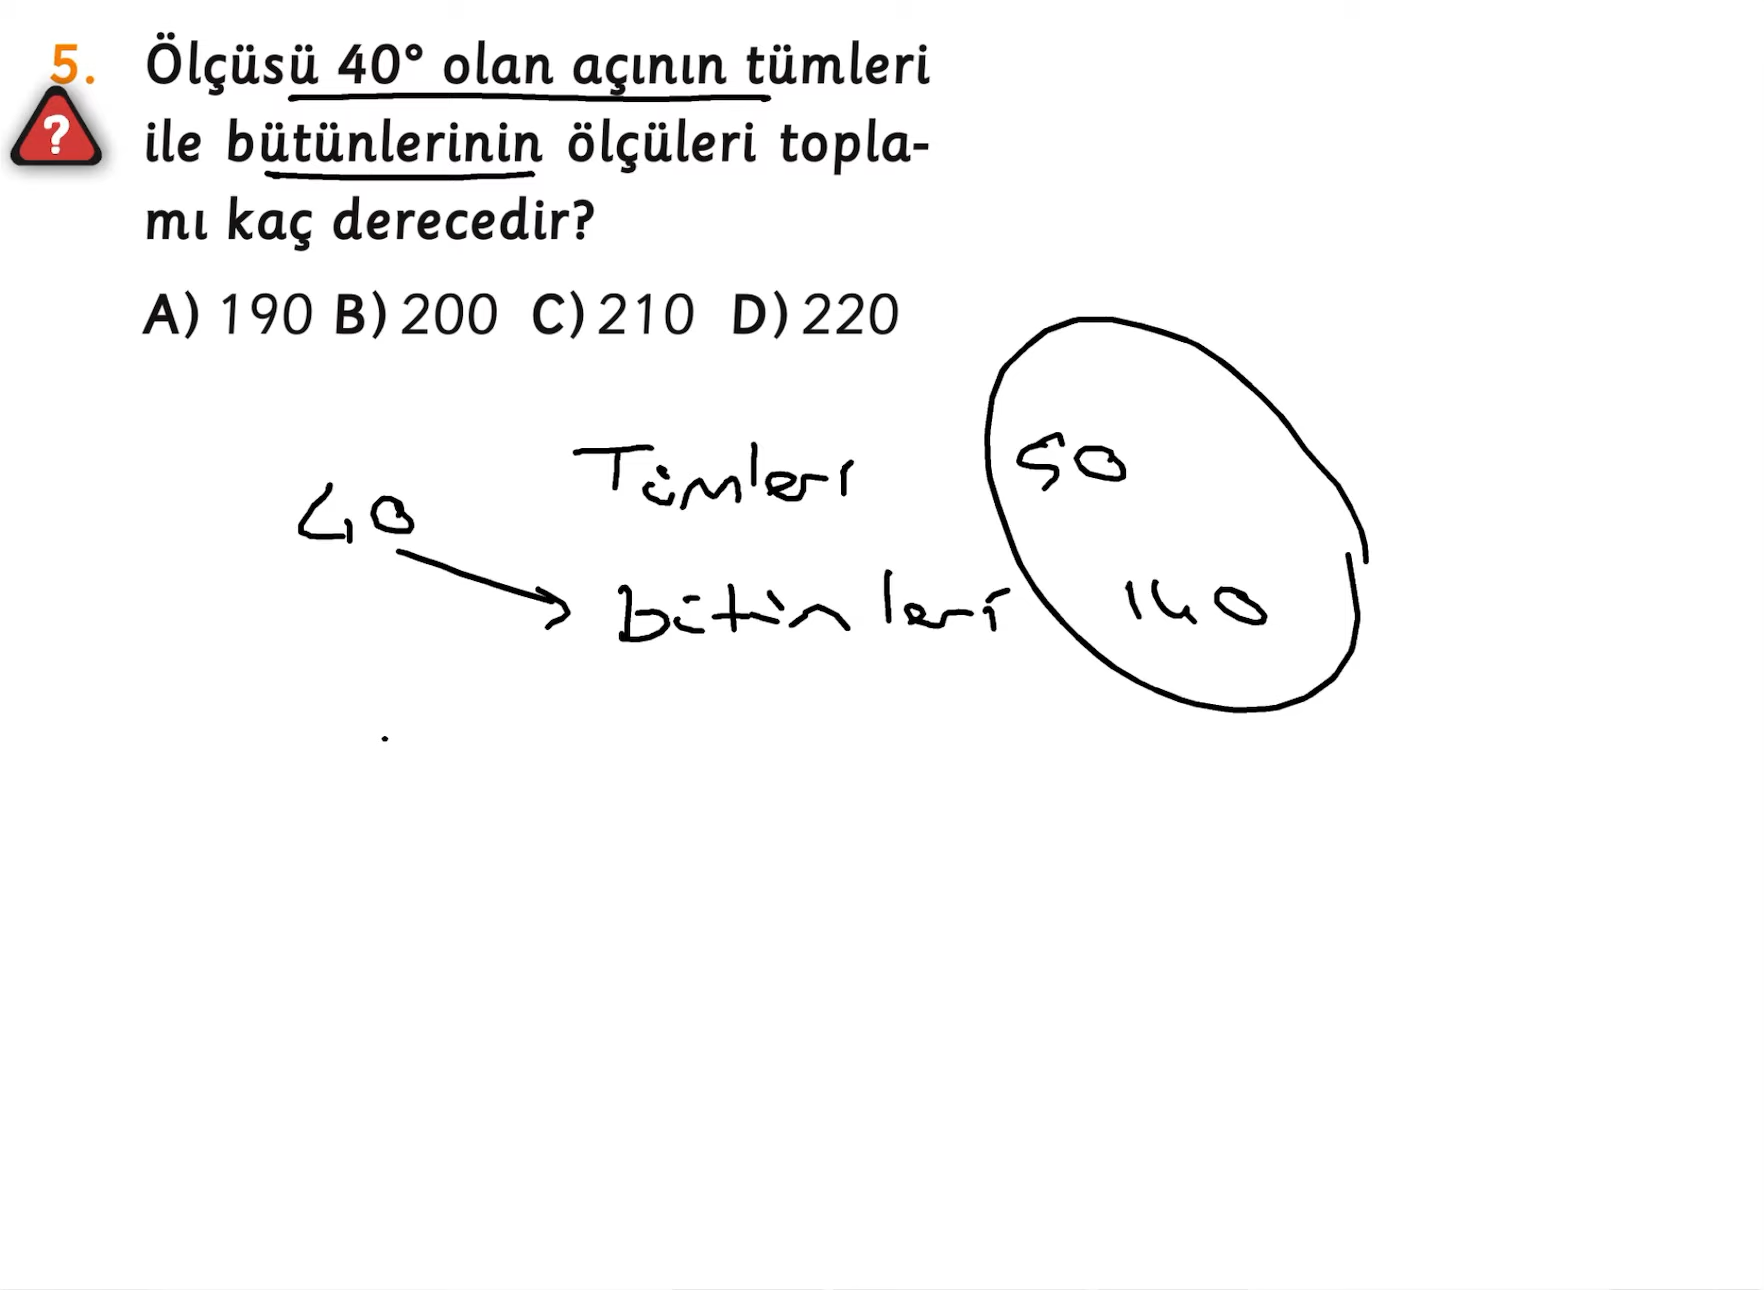 5. Ölçüsü 40° olan açının tümleri
? ile bütünlerinin ölçüleri topla-
mı kaç derecedir?
A) 190 B) 200 C) 210 D) 220
Tümleri 50
40
bütünleri 140